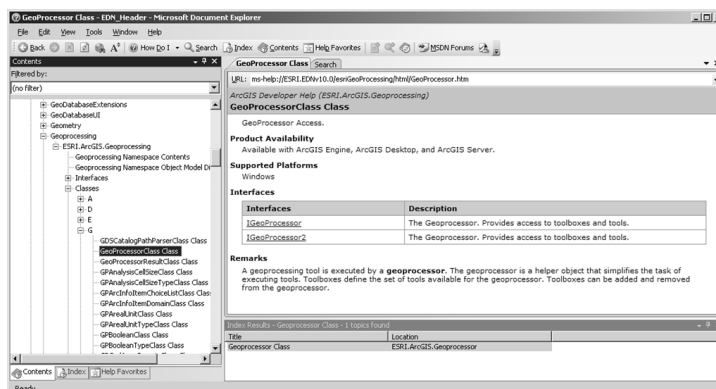 GeoProcessor Class - EDN_Header - Microsoft Document Explorer
File Edit View Tools Window Help
Back How Do I Search Index Contents Help Favorites MSDN Forums
Contents
Filtered by:
(no filter)
GeoDatabaseExtensions
GeoDatabaseUI
Geometry
Geoprocessing
ESRI.ArcGIS.Geoprocessing
Geoprocessing Namespace Contents
Geoprocessing Namespace Object Model Di
Interfaces
Classes
A
D
E
G
GDSCatalogPathParserClass Class
GeoProcessorClass Class
GeoProcessorResultClass Class
GPAnalysisCellSizeClass Class
GPAnalysisCellSizeTypeClass Class
GPArcInfoItemChoiceListClass Clas
GPArcInfoItemDomainClass Class
GPArealUnitClass Class
GPArealUnitTypeClass Class
GPBooleanClass Class
GPBooleanTypeClass Class
Contents Index Help Favorites
Ready
GeoProcessor Class Search
URL: ms-help://ESRI.EDNv10.0/esriGeoProcessing/html/GeoProcessor.htm
ArcGIS Developer Help (ESRI.ArcGIS.Geoprocessing)
GeoProcessorClass Class
GeoProcessor Access.
Product Availability
Available with ArcGIS Engine, ArcGIS Desktop, and ArcGIS Server.
Supported Platforms
Windows
Interfaces
Interfaces Description
IGeoProcessor The Geoprocessor. Provides access to toolboxes and tools.
IGeoProcessor2 The Geoprocessor. Provides access to toolboxes and tools.
Remarks
A geoprocessing tool is executed by a geoprocessor. The geoprocessor is a helper object that simplifies the task of
executing tools. Toolboxes define the set of tools available for the geoprocessor. Toolboxes can be added and removed
from the geoprocessor.
Index Results - Geoprocessor Class - 1 topics found
Title Location
Geoprocessor Class ESRI.ArcGIS.Geoprocessor